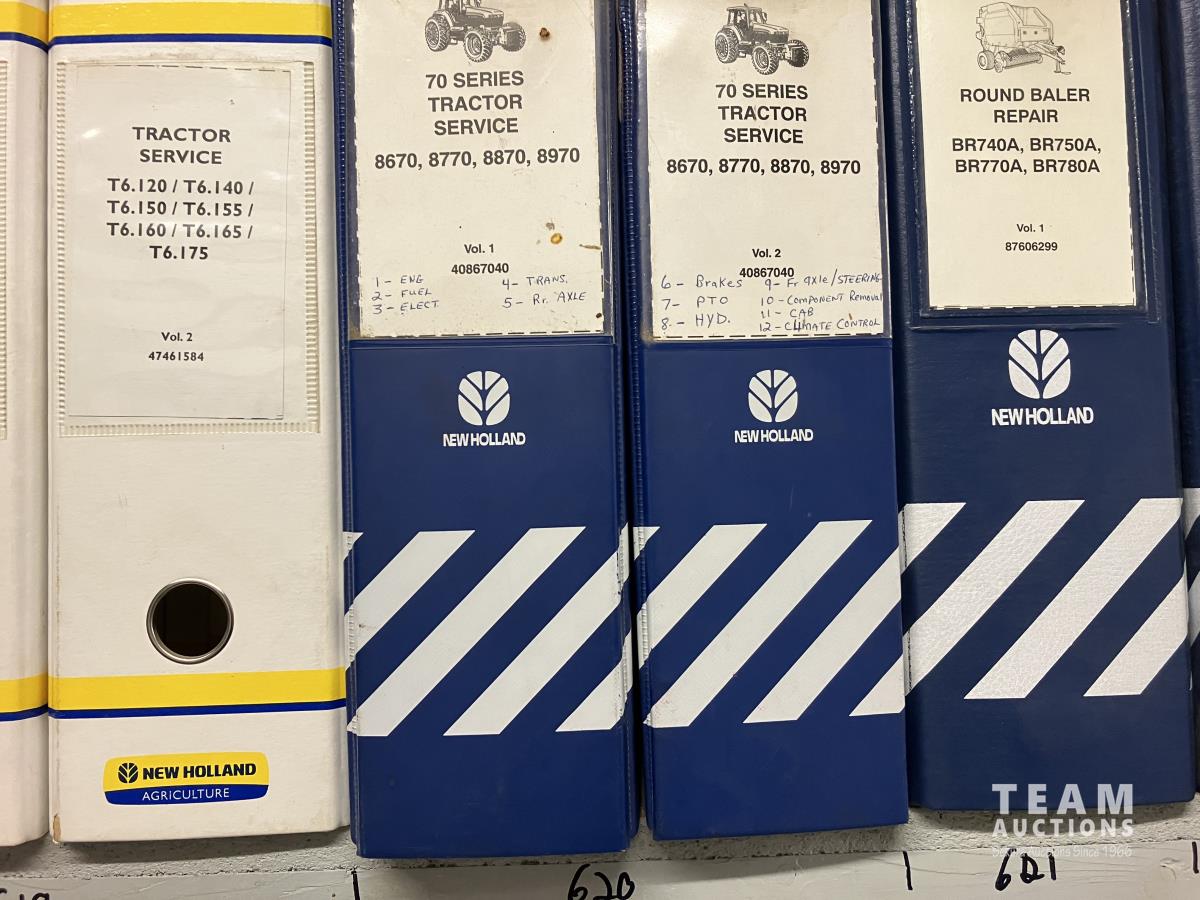 TRACTOR
SERVICE
T6.120 / T6.140 /
T6.150 / T6.155 /
T6.160 / T6.165 /
T6.175
Vol. 2
47461584
NEW HOLLAND
AGRICULTURE
70 SERIES
TRACTOR
SERVICE
8670, 8770, 8870, 8970
Vol. 1
40867040
1 - ENG
2 - FUEL
3 - ELECT
4 - TRANS.
5 - Rr. AXLE
NEW HOLLAND
70 SERIES
TRACTOR
SERVICE
8670, 8770, 8870, 8970
Vol. 2
40867040
6 - Brakes
7 - PTO
8 - HYD.
9 - Fr axle/STEERING
10 - Component Removal
11 - CAB
12 - CLIMATE CONTROL
NEW HOLLAND
ROUND BALER
REPAIR
BR740A, BR750A,
BR770A, BR780A
Vol. 1
87606299
NEW HOLLAND
620
621
TEAM
AUCTIONS
Since 1966